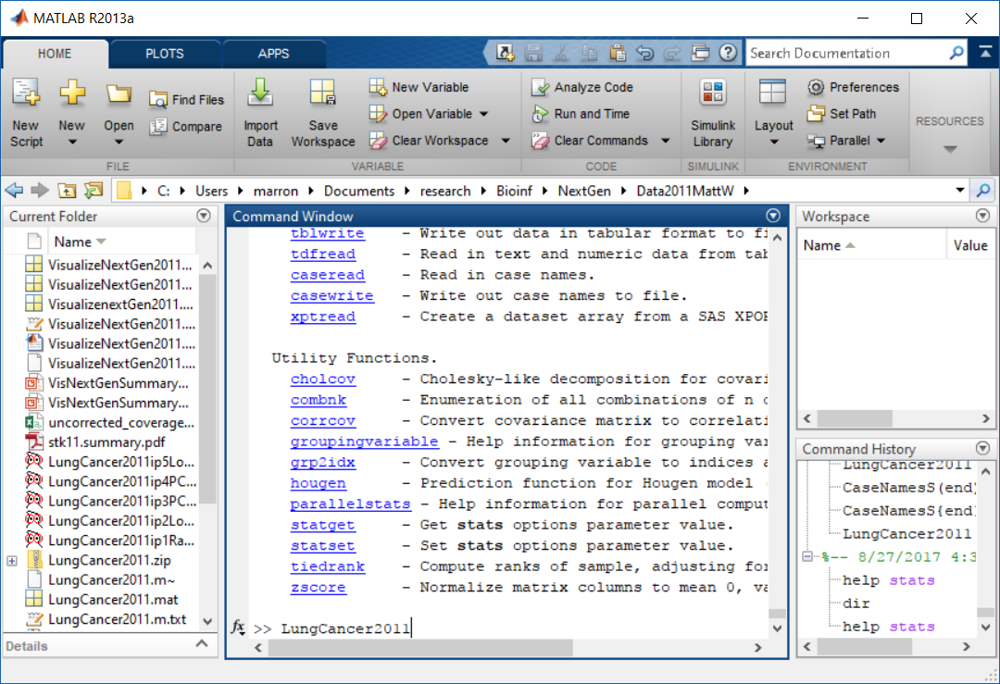 MATLAB R2013a
HOME PLOTS APPS
Search Documentation
New Script
New
Open
Find Files
Compare
FILE
Import Data
Save Workspace
New Variable
Open Variable
Clear Workspace
VARIABLE
Analyze Code
Run and Time
Clear Commands
CODE
Simulink Library
SIMULINK
Layout
Preferences
Set Path
Parallel
ENVIRONMENT
RESOURCES
C: Users marron Documents research Bioinf NextGen Data2011MattW
Current Folder
Name
VisualizeNextGen2011...
VisualizeNextGen2011...
VisualizenextGen2011....
VisualizeNextGen2011....
VisualizeNextGen2011....
VisualizeNextGen2011....
VisNextGenSummary...
VisNextGenSummary...
uncorrected_coverage...
stk11.summary.pdf
LungCancer2011ip5Lo...
LungCancer2011ip4PC...
LungCancer2011ip3PC...
LungCancer2011ip2Lo...
LungCancer2011ip1Ra...
LungCancer2011.zip
LungCancer2011.m~
LungCancer2011.mat
LungCancer2011.m.txt
Details
Command Window
tblwrite - Write out data in tabular format to fi
tdfread - Read in text and numeric data from tab
caseread - Read in case names.
casewrite - Write out case names to file.
xptread - Create a dataset array from a SAS XPOR
Utility Functions.
cholcov - Cholesky-like decomposition for covari
combnk - Enumeration of all combinations of n o
corrcov - Convert covariance matrix to correlati
groupingvariable - Help information for grouping var
grp2idx - Convert grouping variable to indices a
hougen - Prediction function for Hougen model
parallelstats - Help information for parallel comput
statget - Get stats options parameter value.
statset - Set stats options parameter value.
tiedrank - Compute ranks of sample, adjusting for
zscore - Normalize matrix columns to mean 0, va
fx >> LungCancer2011
Workspace
Name Value
Command History
LungCancer2011
CaseNamesS(end)
CaseNamesS{end}
LungCancer2011
%-- 8/27/2017 4:3
help stats
dir
help stats